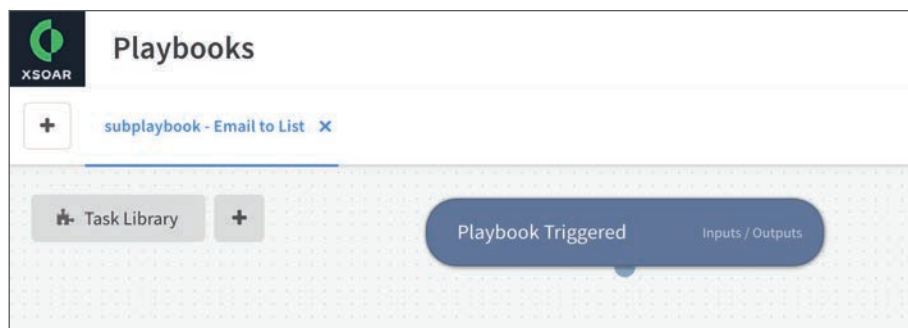 XSOAR
Playbooks
+
subplaybook - Email to List ×
Task Library +
Playbook Triggered Inputs / Outputs